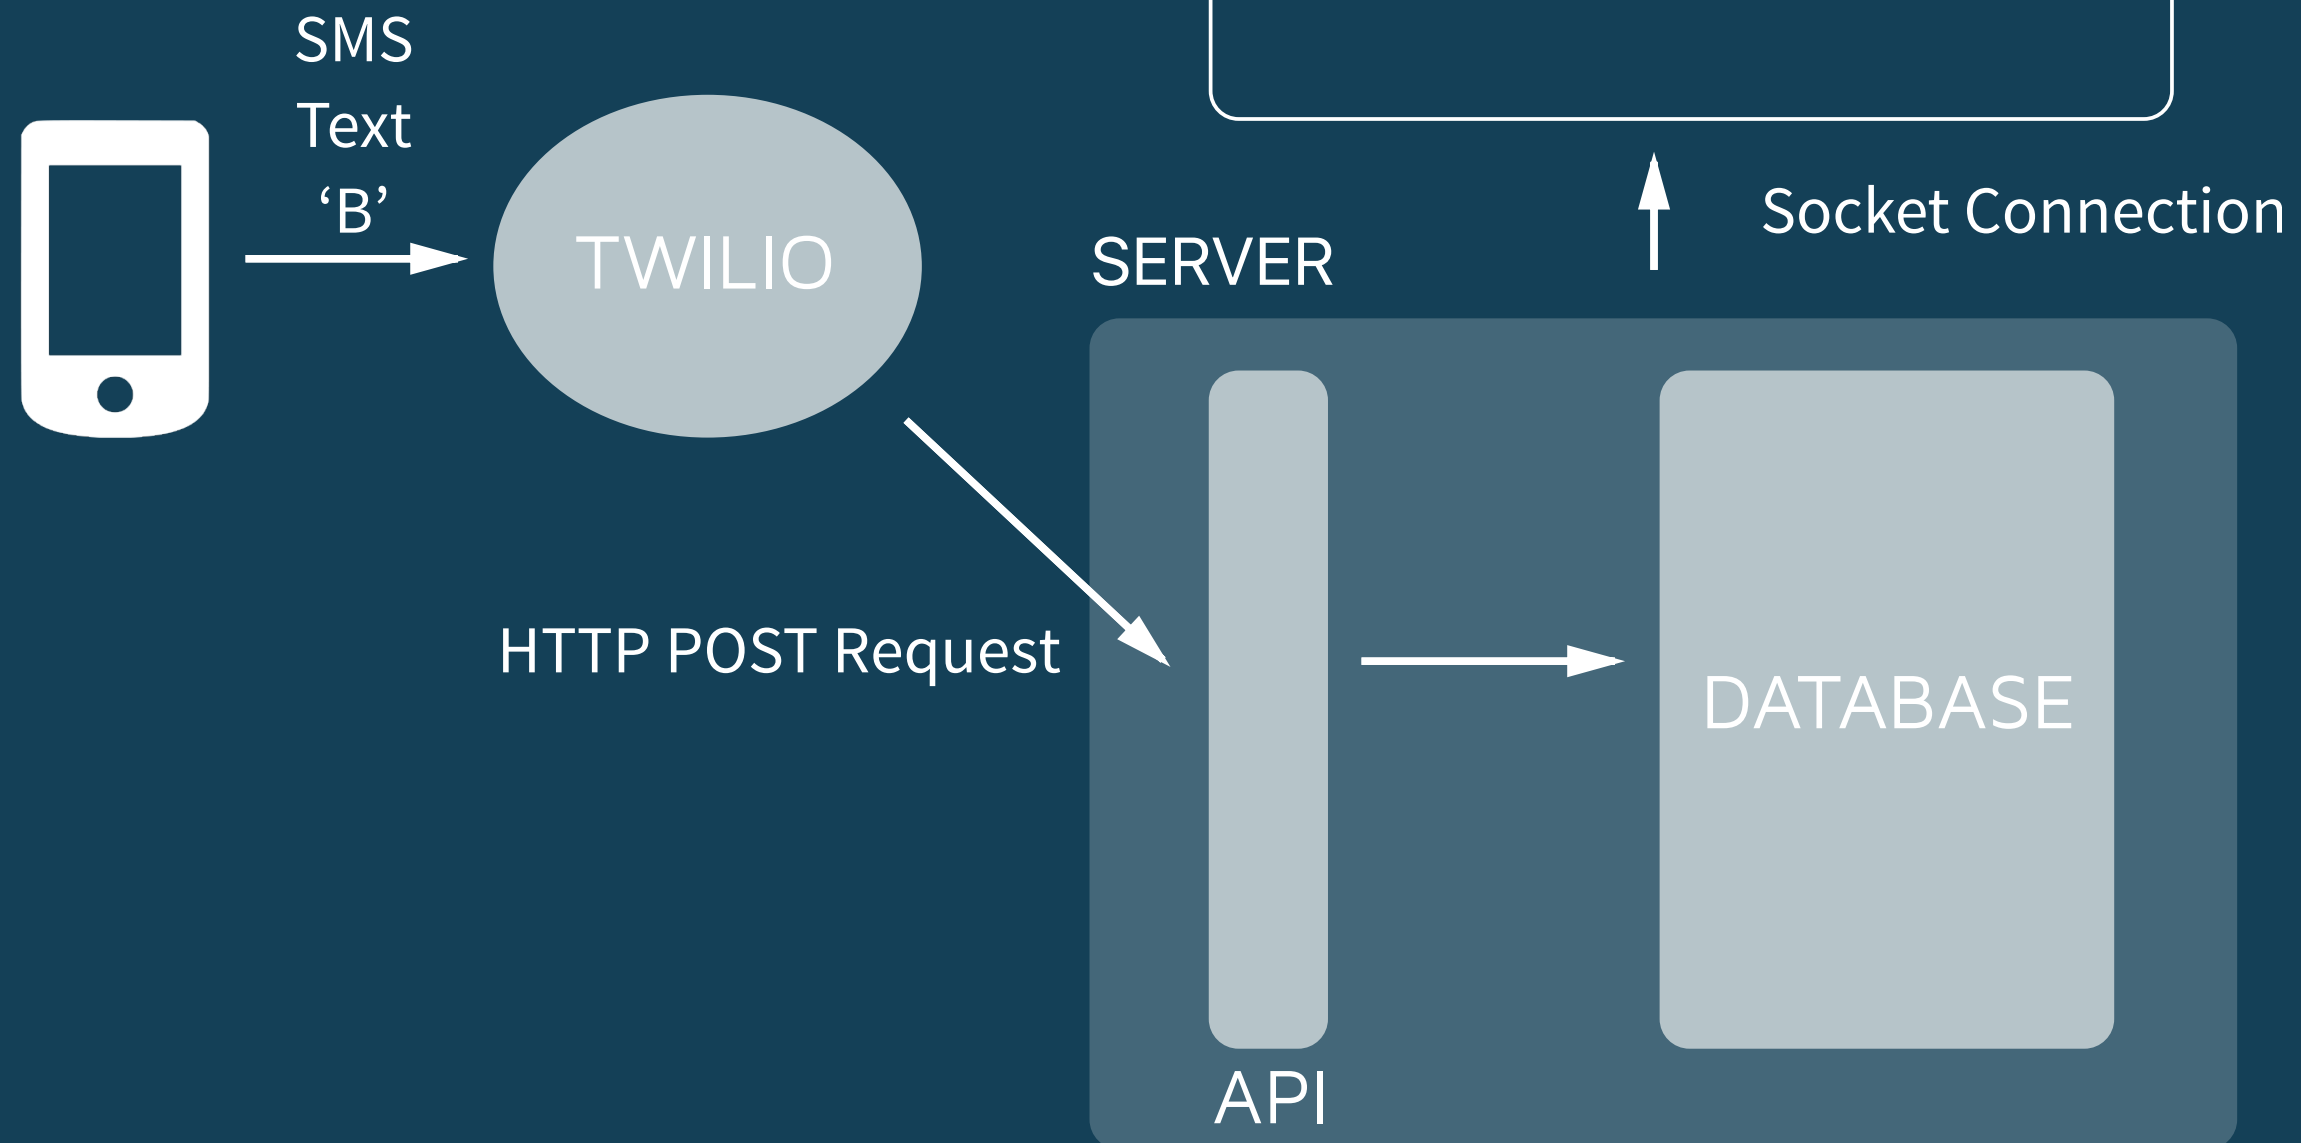 SMS
Text
‘B’
TWILIO
Socket Connection
SERVER
HTTP POST Request
DATABASE
API